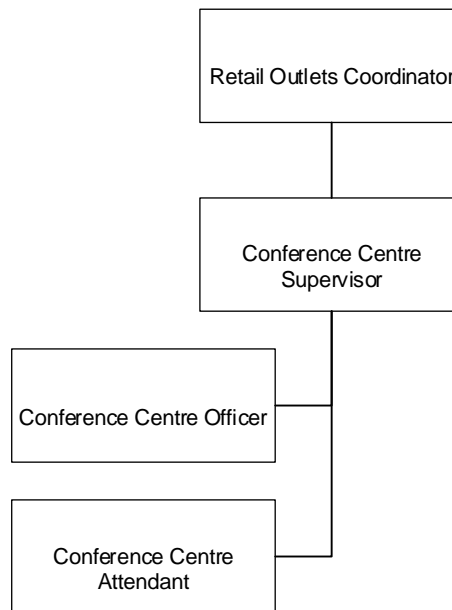 Retail Outlets Coordinator
Conference Centre
Supervisor
Conference Centre Officer
Conference Centre
Attendant